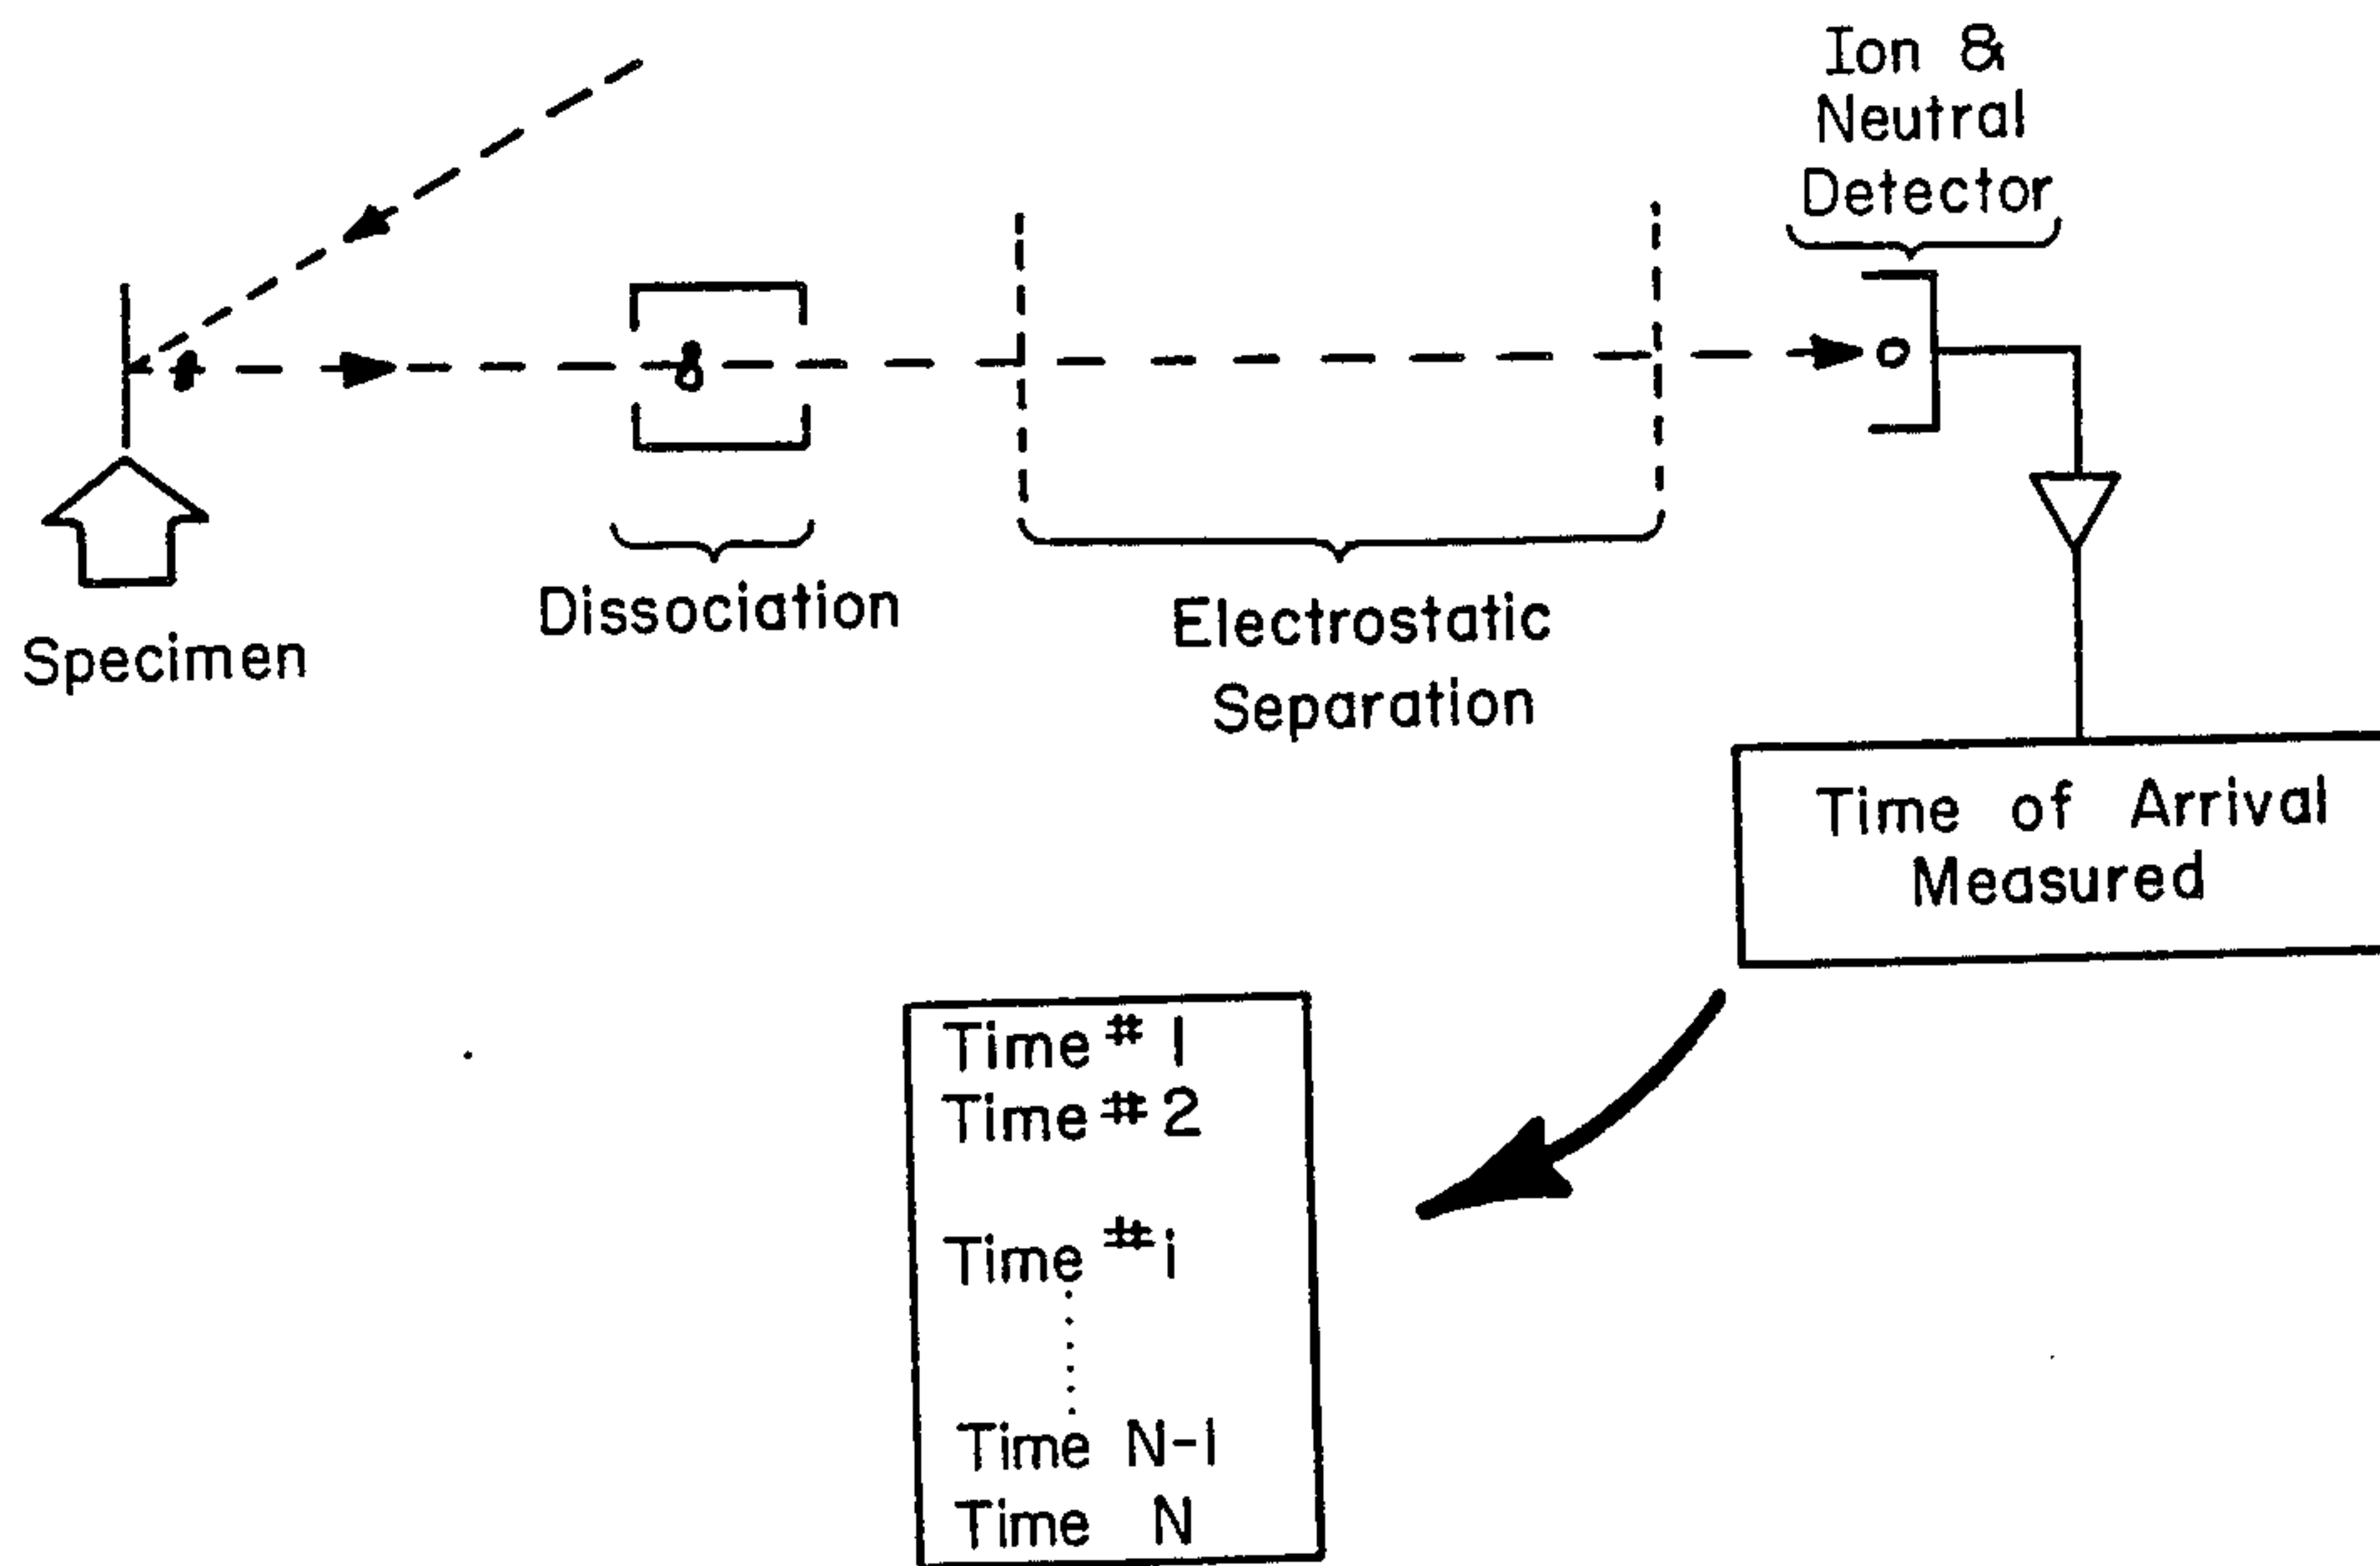 Ion &
Neutral
Detector
Specimen
Dissociation
Electrostatic
Separation
Time of Arrival
Measured
Time # 1
Time # 2
Time # i
Time N-1
Time N